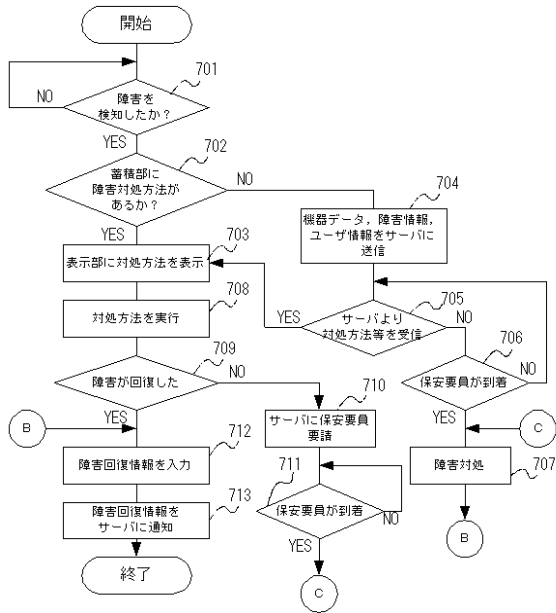 開始
701
NO
障害を
検知したか？
YES
702
蓄積部に
障害対処方法が
あるか？
NO
704
機器データ，障害情報，
ユーザ情報をサーバに
送信
YES
703
表示部に対処方法を表示
708
対処方法を実行
705
YES
サーバより
対処方法等を受信
NO
706
保安要員が到着
NO
709
障害が回復した
NO
710
サーバに保安要員
要請
YES
B
YES
C
712
障害回復情報を入力
障害対処
707
711
保安要員が到着
NO
713
障害回復情報を
サーバに通知
YES
B
終了
C